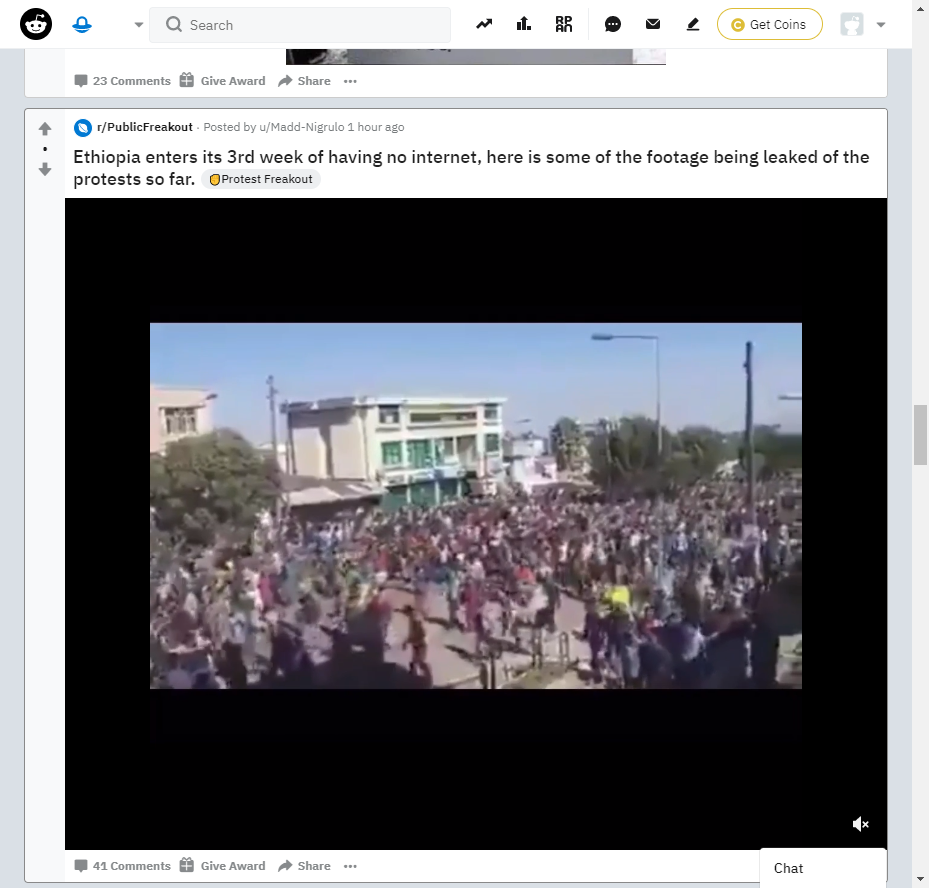 Search
Get Coins
23 Comments Give Award Share
r/PublicFreakout · Posted by u/Madd-Nigrulo 1 hour ago
Ethiopia enters its 3rd week of having no internet, here is some of the footage being leaked of the
protests so far. Protest Freakout
41 Comments Give Award Share
Chat